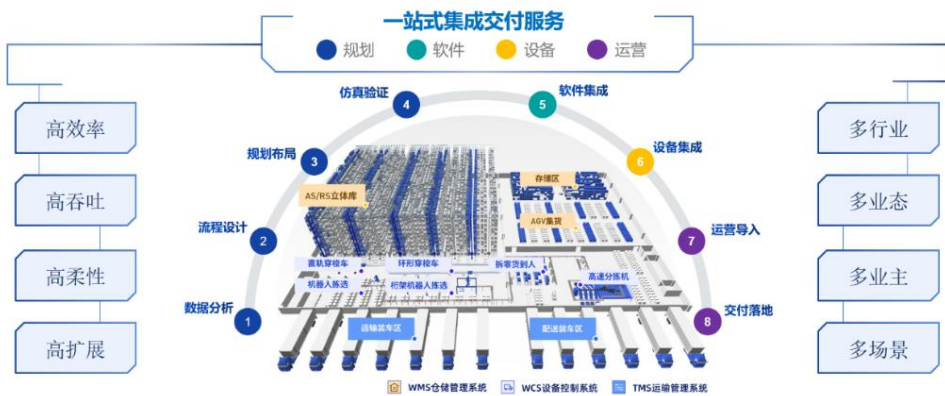 一站式集成交付服务
规划 软件 设备 运营
高效率
高吞吐
高柔性
高扩展
数据分析 1
流程设计 2
规划布局 3
仿真验证 4
5 软件集成
6 设备集成
7 运营导入
8 交付落地
AS/RS立体库
存储区
AGV集货
直轨穿梭车
环形穿梭车
拆零货到人
机器人拣选
桁架机器人拣选
高速分拣机
运输装车区
配送装车区
WMS仓储管理系统 WCS设备控制系统 TMS运输管理系统
多行业
多业态
多业主
多场景